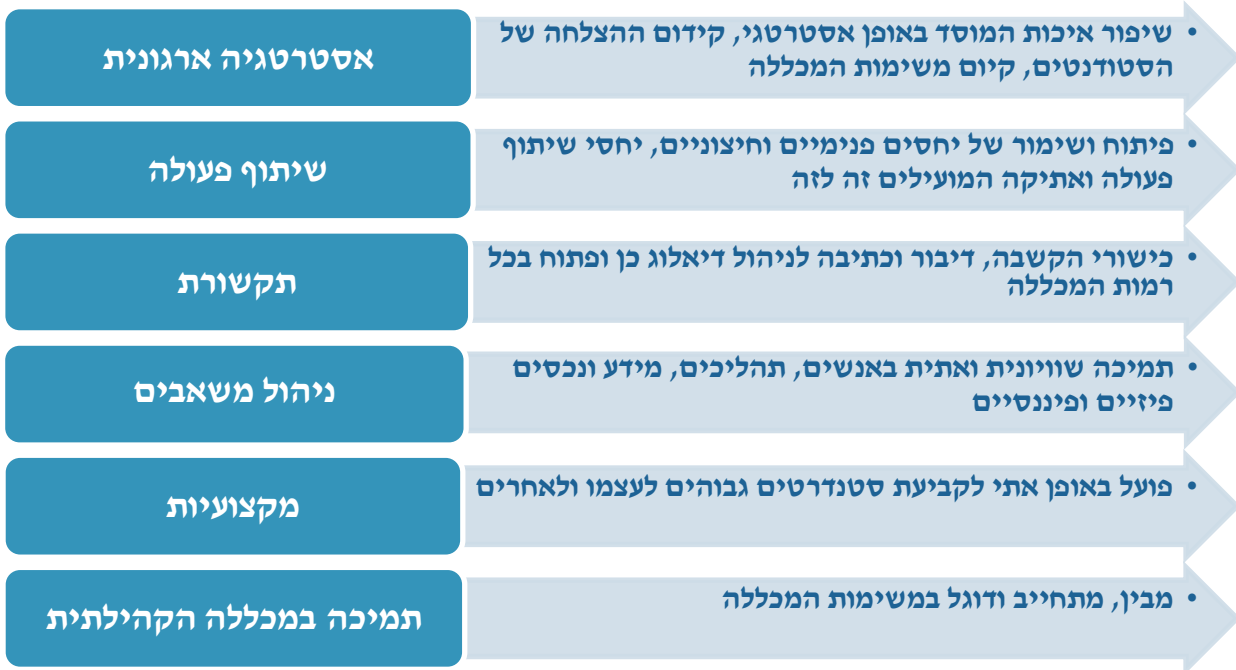 אסטרטגיה ארגונית
• שיפור איכות המוסד באופן אסטרטגי, קידום ההצלחה של
הסטודנטים, קיום משימות המכללה
שיתוף פעולה
• פיתוח ושימור של יחסים פנימיים וחיצוניים, יחסי שיתוף
פעולה ואתיקה המועילים זה לזה
תקשורת
• כישורי הקשבה, דיבור וכתיבה לניהול דיאלוג כן ופתוח בכל
רמות המכללה
ניהול משאבים
• תמיכה שוויונית ואתית באנשים, תהליכים, מידע ונכסים
פיזיים ופיננסיים
מקצועיות
• פועל באופן אתי לקביעת סטנדרטים גבוהים לעצמו ולאחרים
תמיכה במכללה הקהילתית
• מבין, מתחייב ודוגל במשימות המכללה